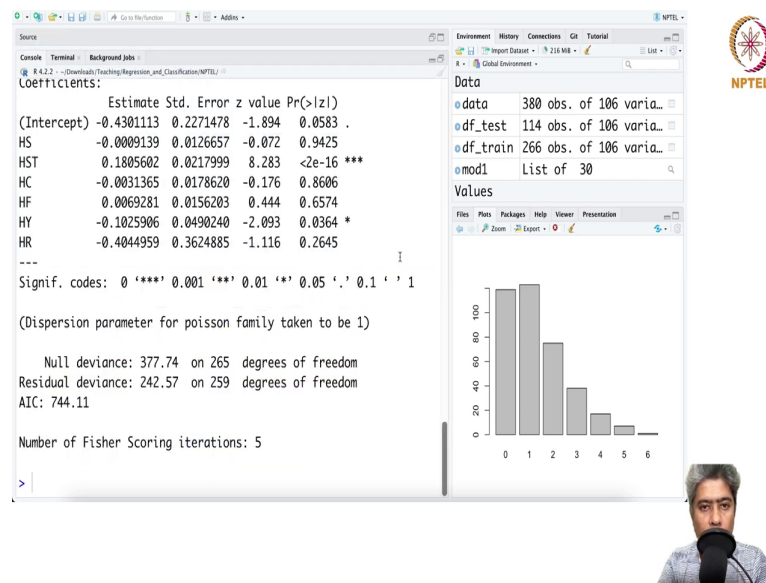 Go to file/function
Addins
NPTEL
Source
Console Terminal Background Jobs
R 4.2.2 · ~/Downloads/Teaching/Regression_and_Classification/NPTEL/
Coefficients:
Estimate Std. Error z value Pr(>|z|)
(Intercept) -0.4301113 0.2271478 -1.894 0.0583 .
HS -0.0009139 0.0126657 -0.072 0.9425
HST 0.1805602 0.0217999 8.283 <2e-16 ***
HC -0.0031365 0.0178620 -0.176 0.8606
HF 0.0069281 0.0156203 0.444 0.6574
HY -0.1025906 0.0490240 -2.093 0.0364 *
HR -0.4044959 0.3624885 -1.116 0.2645
---
Signif. codes: 0 ‘***’ 0.001 ‘**’ 0.01 ‘*’ 0.05 ‘.’ 0.1 ‘ ’ 1
(Dispersion parameter for poisson family taken to be 1)
Null deviance: 377.74 on 265 degrees of freedom
Residual deviance: 242.57 on 259 degrees of freedom
AIC: 744.11
Number of Fisher Scoring iterations: 5
>
Environment History Connections Git Tutorial
Import Dataset 216 MiB List
R Global Environment
Data
data 380 obs. of 106 varia…
df_test 114 obs. of 106 varia…
df_train 266 obs. of 106 varia…
mod1 List of 30
Values
Files Plots Packages Help Viewer Presentation
Zoom Export
0 20 40 60 80 100
0 1 2 3 4 5 6
NPTEL